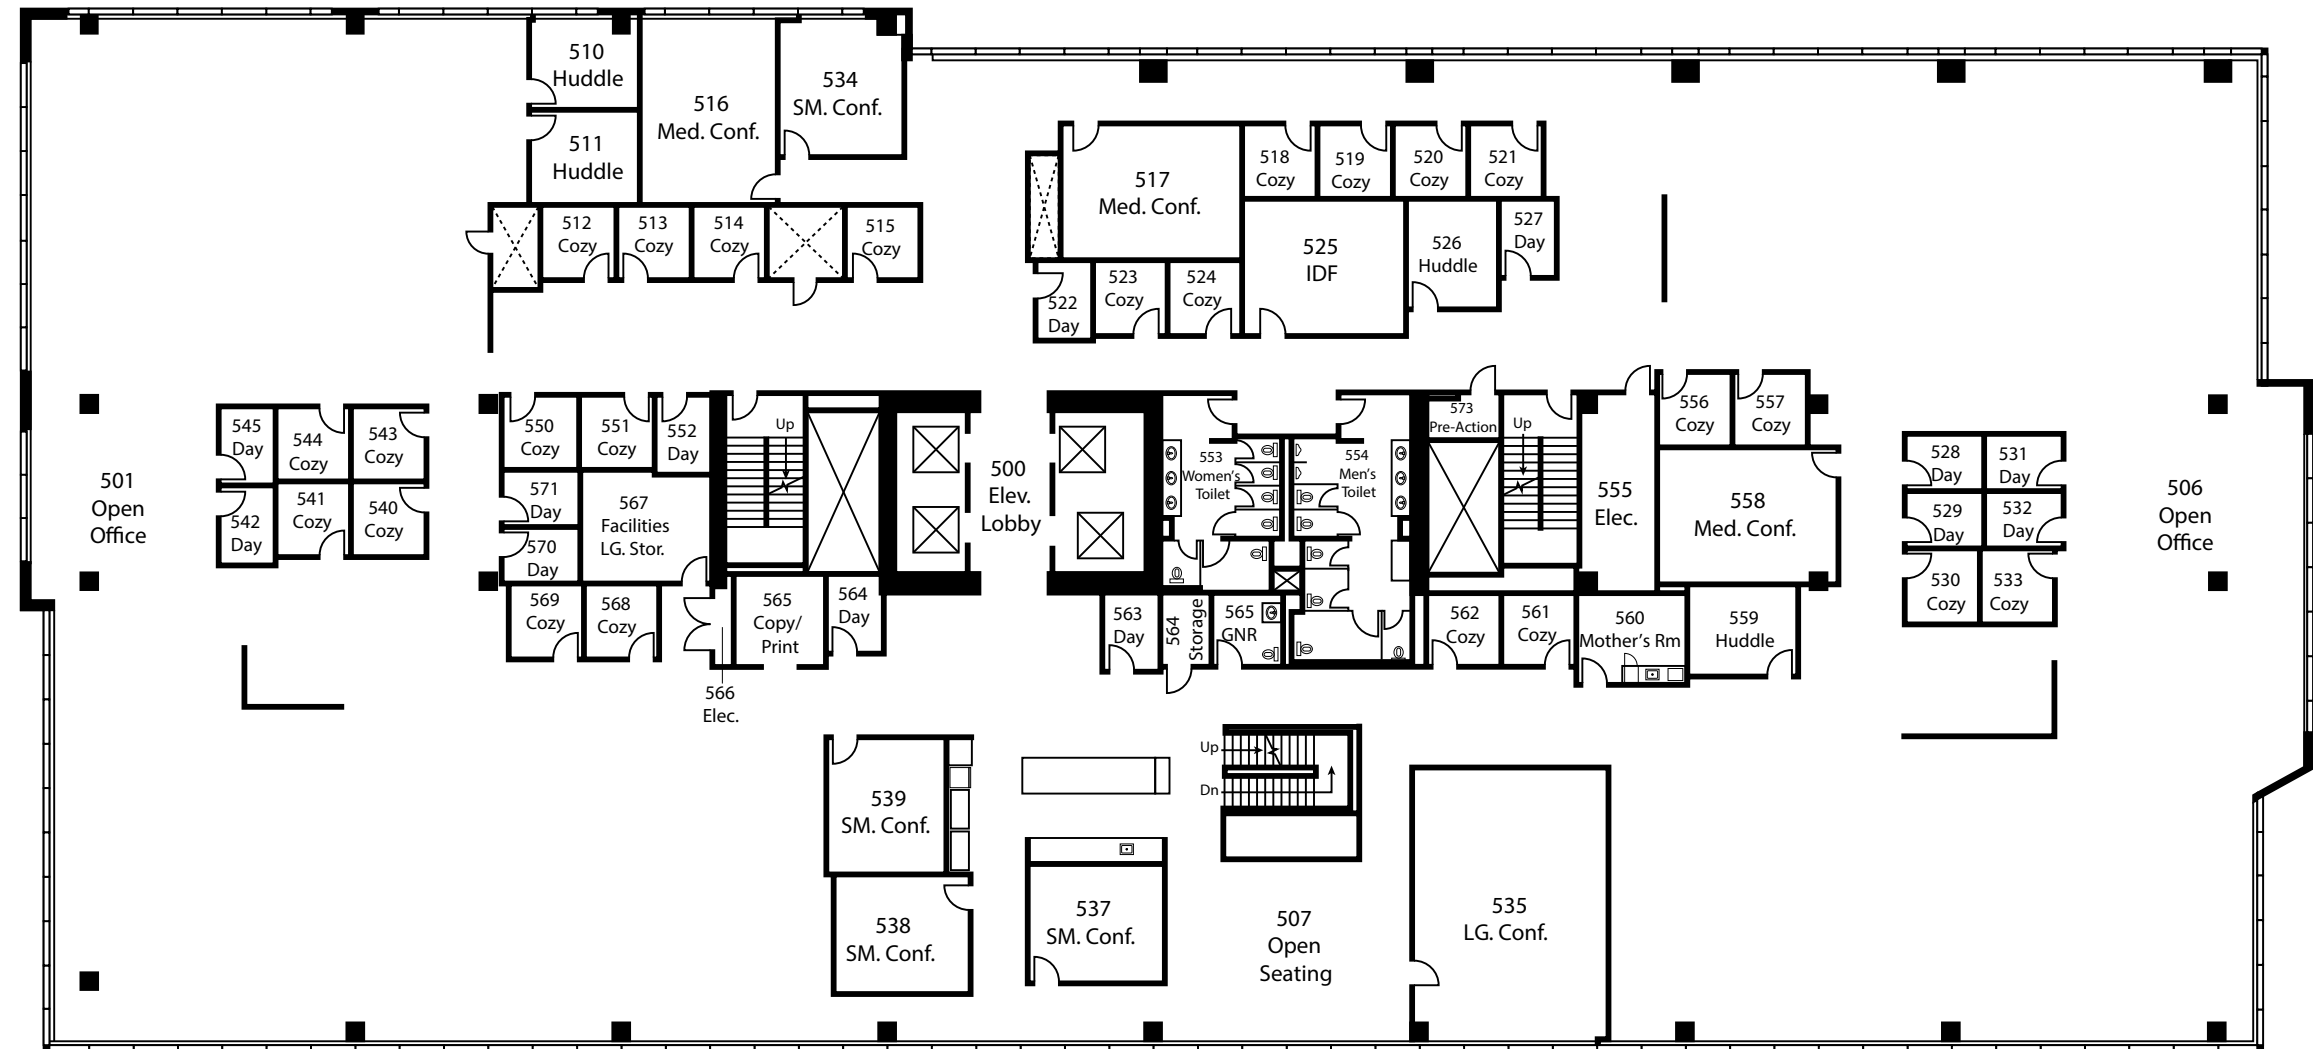 510
Huddle
511
Huddle
516
Med. Conf.
534
SM. Conf.
512
Cozy
513
Cozy
514
Cozy
515
Cozy
517
Med. Conf.
518
Cozy
519
Cozy
520
Cozy
521
Cozy
522
Day
523
Cozy
524
Cozy
525
IDF
526
Huddle
527
Day
501
Open
Office
545
Day
544
Cozy
543
Cozy
542
Day
541
Cozy
540
Cozy
550
Cozy
551
Cozy
552
Day
571
Day
567
Facilities
LG. Stor.
570
Day
569
Cozy
568
Cozy
Up
565
Copy/
Print
564
Day
566
Elec.
500
Elev.
Lobby
553
Women's
Toilet
554
Men's
Toilet
573
Pre-Action
Up
555
Elec.
556
Cozy
557
Cozy
558
Med. Conf.
563
Day
564
Storage
565
GNR
562
Cozy
561
Cozy
560
Mother's Rm
559
Huddle
528
Day
531
Day
529
Day
532
Day
530
Cozy
533
Cozy
506
Open
Office
Up
Dn
539
SM. Conf.
538
SM. Conf.
537
SM. Conf.
507
Open
Seating
535
LG. Conf.